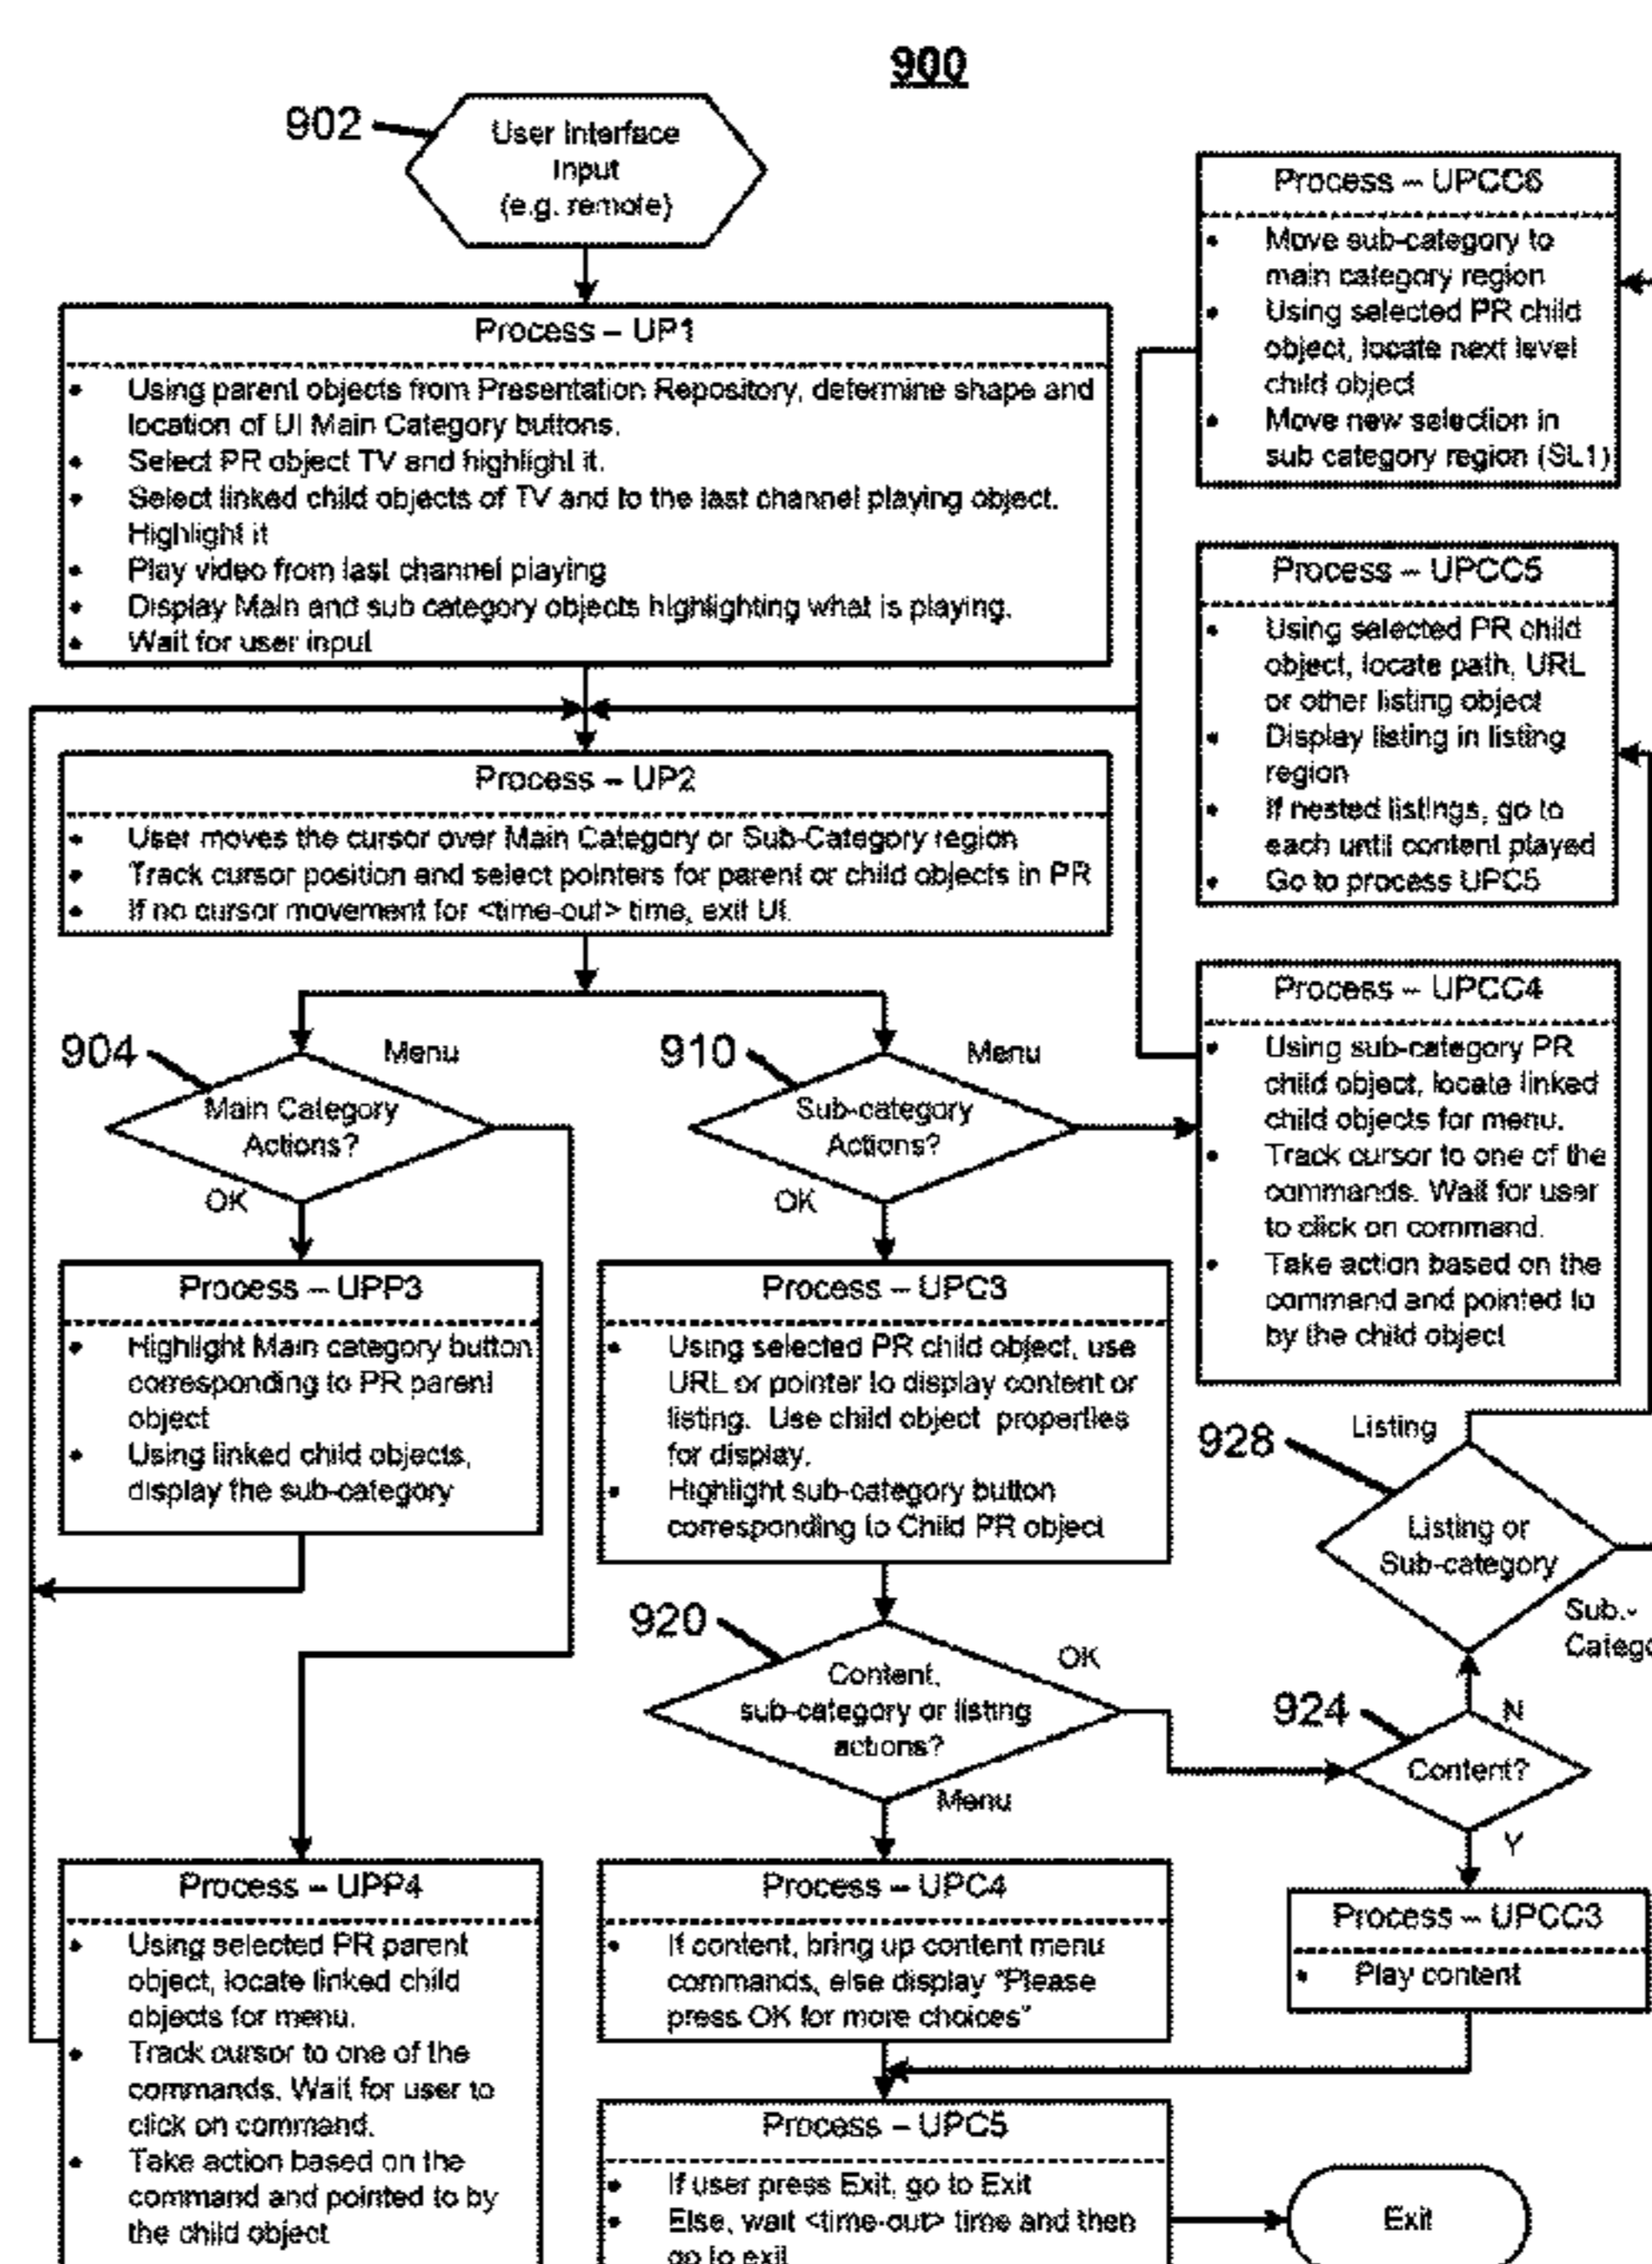 900
902
User Interface
Input
(e.g. remote)
Process – UP1
• Using parent objects from Presentation Repository, determine shape and
location of UI Main Category buttons.
• Select PR object TV and highlight it.
• Select linked child objects of TV and to the last channel playing object.
Highlight it
• Play video from last channel playing
• Display Main and sub category objects highlighting what is playing.
• Wait for user input
Process – UP2
• User moves the cursor over Main Category or Sub-Category region
• Track cursor position and select pointers for parent or child objects in PR
• If no cursor movement for <time-out> time, exit UI.
904
Menu
Main Category
Actions?
OK
910
Menu
Sub-category
Actions?
OK
Process – UPP3
• Highlight Main category button
corresponding to PR parent
object
• Using linked child objects,
display the sub-category
Process – UPC3
• Using selected PR child object, use
URL or pointer to display content or
listing. Use child object properties
for display.
• Highlight sub-category button
corresponding to Child PR object
920
Content,
sub-category or listing
actions?
OK
Menu
Process – UPP4
• Using selected PR parent
object, locate linked child
objects for menu.
• Track cursor to one of the
commands. Wait for user to
click on command.
• Take action based on the
command and pointed to by
the child object
Process – UPC4
• If content, bring up content menu
commands, else display "Please
press OK for more choices"
Process – UPC5
• If user press Exit, go to Exit
• Else, wait <time-out> time and then
go to exit
Exit
Process – UPCC6
• Move sub-category to
main category region
• Using selected PR child
object, locate next level
child object
• Move new selection in
sub category region (SL1)
Process – UPCC5
• Using selected PR child
object, locate path, URL
or other listing object
• Display listing in listing
region
• If nested listings, go to
each until content played
• Go to process UPC5
Process – UPCC4
• Using sub-category PR
child object, locate linked
child objects for menu.
• Track cursor to one of the
commands. Wait for user
to click on command.
• Take action based on the
command and pointed to
by the child object
928
Listing
Listing or
Sub-category
Sub.-
Catego
924
N
Content?
Y
Process – UPCC3
• Play content